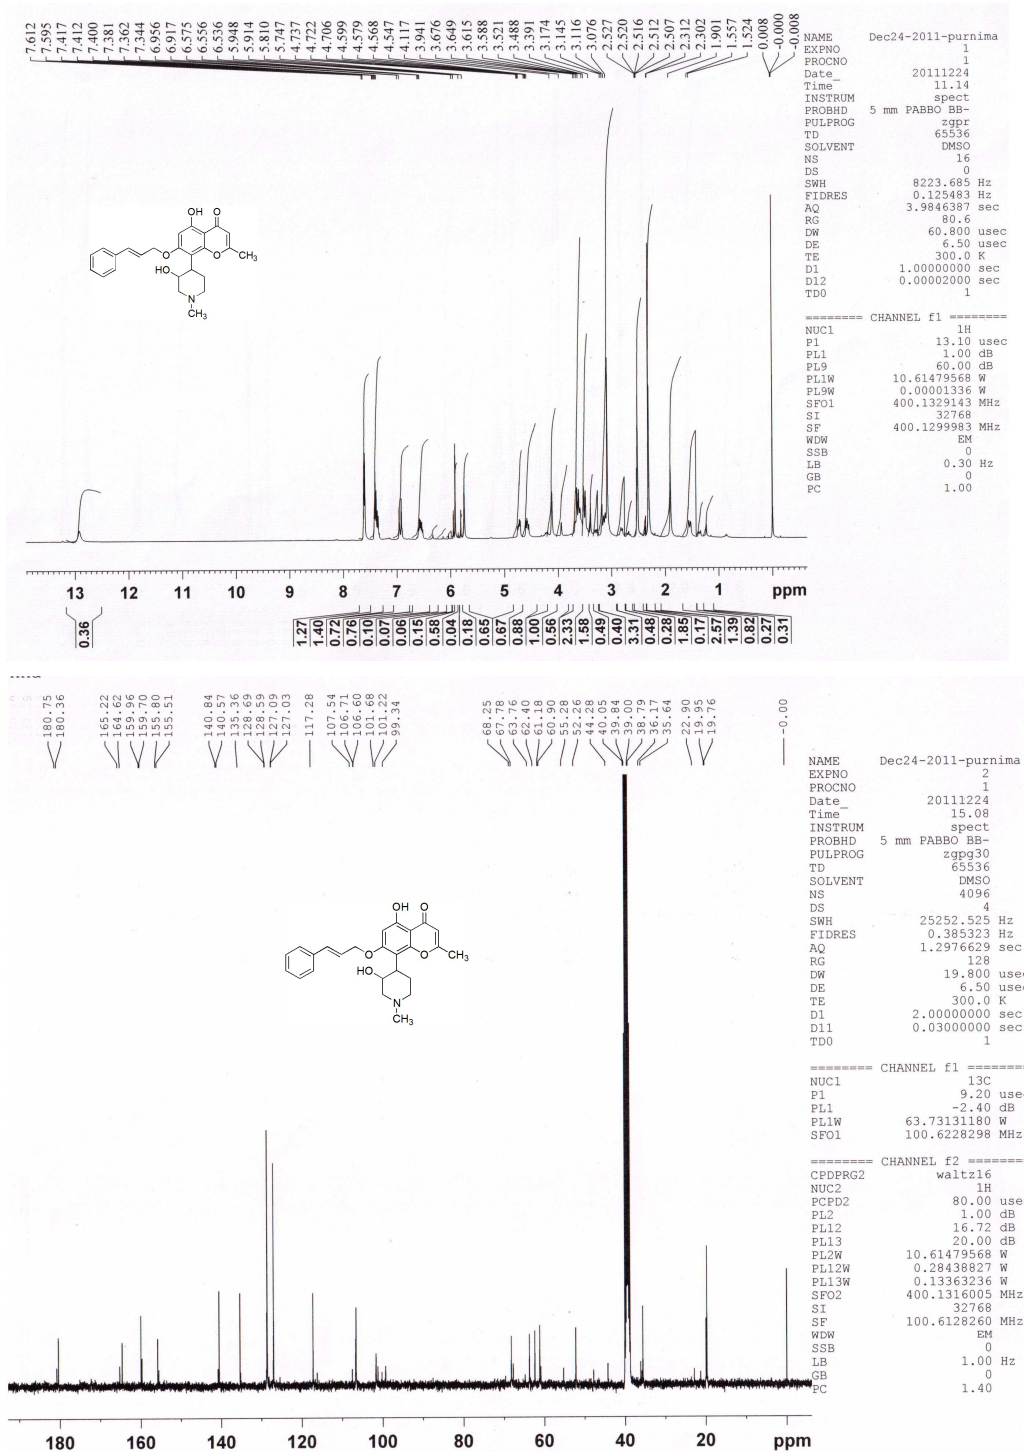 7.612 7.595 7.417 7.412 7.400 7.381 7.362 7.344 6.956 6.917 6.575 6.556 6.536 5.948 5.914 5.810 5.747 4.737 4.722 4.706 4.599 4.579 4.568 4.547 4.117 3.941 3.676 3.649 3.615 3.588 3.521 3.488 3.391 3.174 3.145 3.116 3.076 2.527 2.520 2.516 2.512 2.507 2.312 2.302 1.901 1.557 1.524 0.008 -0.000 -0.008
NAME Dec24-2011-purnima
EXPNO 1
PROCNO 1
Date_ 20111224
Time 11.14
INSTRUM spect
PROBHD 5 mm PABBO BB-
PULPROG zgpr
TD 65536
SOLVENT DMSO
NS 16
DS 0
SWH 8223.685 Hz
FIDRES 0.125483 Hz
AQ 3.9846387 sec
RG 80.6
DW 60.800 usec
DE 6.50 usec
TE 300.0 K
D1 1.00000000 sec
D12 0.00002000 sec
TD0 1
======== CHANNEL f1 ========
NUC1 1H
P1 13.10 usec
PL1 1.00 dB
PL9 60.00 dB
PL1W 10.61479568 W
PL9W 0.00001336 W
SFO1 400.1329143 MHz
SI 32768
SF 400.1299983 MHz
WDW EM
SSB 0
LB 0.30 Hz
GB 0
PC 1.00
OH O
O O CH₃
HO
N
CH₃
13 12 11 10 9 8 7 6 5 4 3 2 1 ppm
0.36 1.27 1.40 0.72 0.76 0.10 0.07 0.06 0.15 0.58 0.04 0.18 0.65 0.67 0.88 1.00 0.56 2.33 1.58 0.49 0.40 3.31 0.48 0.28 1.85 0.17 2.57 1.39 0.82 0.27 0.31
180.75 180.36 165.22 164.62 159.96 159.70 155.80 155.51 140.84 140.57 135.36 128.69 128.59 127.09 127.03 117.28 107.54 106.71 106.60 101.68 101.22 99.34 68.25 67.78 63.76 62.40 61.18 60.90 55.28 52.26 44.28 40.05 39.84 39.00 38.79 36.17 35.64 22.90 19.95 19.76 -0.00
NAME Dec24-2011-purnima
EXPNO 2
PROCNO 1
Date_ 20111224
Time 15.08
INSTRUM spect
PROBHD 5 mm PABBO BB-
PULPROG zgpg30
TD 65536
SOLVENT DMSO
NS 4096
DS 4
SWH 25252.525 Hz
FIDRES 0.385323 Hz
AQ 1.2976629 sec
RG 128
DW 19.800 usec
DE 6.50 usec
TE 300.0 K
D1 2.00000000 sec
D11 0.03000000 sec
TD0 1
======== CHANNEL f1 ========
NUC1 13C
P1 9.20 usec
PL1 -2.40 dB
PL1W 63.73131180 W
SFO1 100.6228298 MHz
======== CHANNEL f2 ========
CPDPRG2 waltz16
NUC2 1H
PCPD2 80.00 use
PL2 1.00 dB
PL12 16.72 dB
PL13 20.00 dB
PL2W 10.61479568 W
PL12W 0.28438827 W
PL13W 0.13363236 W
SFO2 400.1316005 MHz
SI 32768
SF 100.6128260 MHz
WDW EM
SSB 0
LB 1.00 Hz
GB 0
PC 1.40
OH O
O O CH₃
HO
N
CH₃
180 160 140 120 100 80 60 40 20 ppm